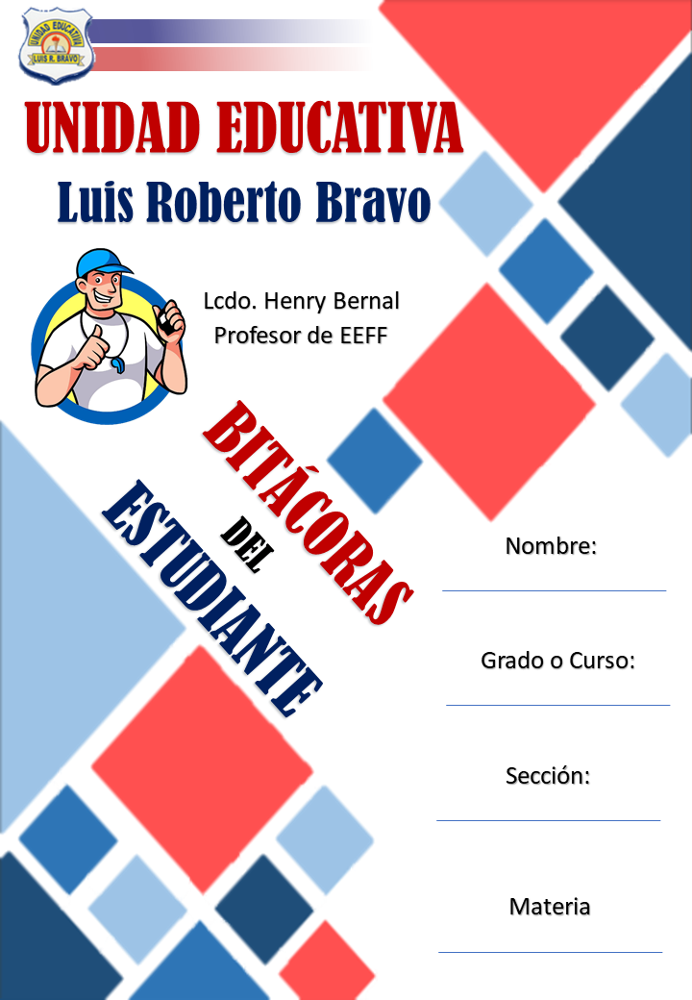 UNIDAD EDUCATIVA
LUIS R. BRAVO
UNIDAD EDUCATIVA
Luis Roberto Bravo
Lcdo. Henry Bernal
Profesor de EEFF
BITÁCORAS
DEL
ESTUDIANTE
Nombre:
Grado o Curso:
Sección:
Materia